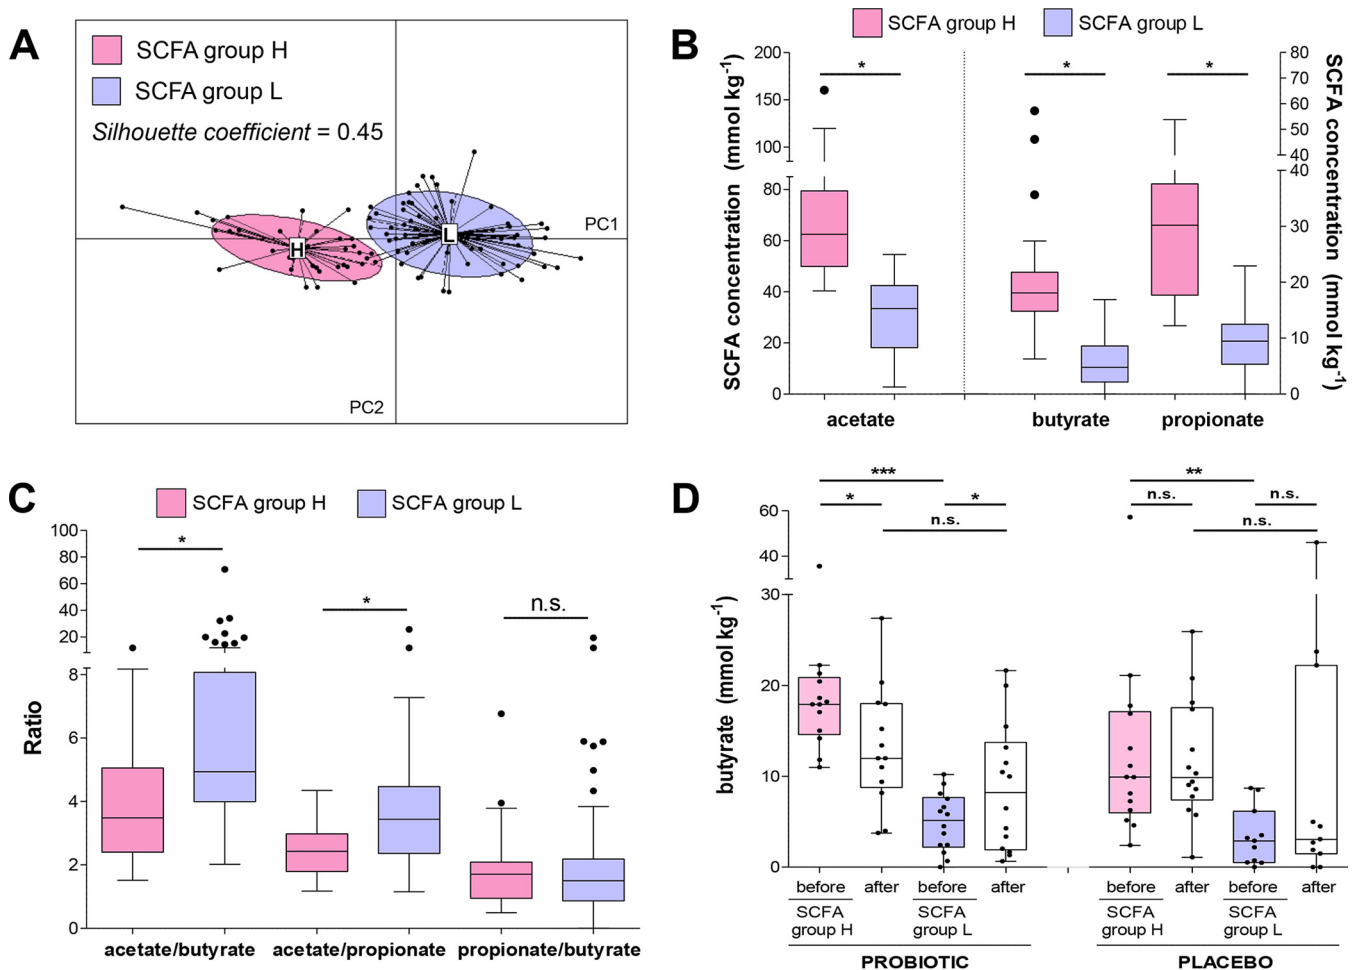 A
SCFA group H
SCFA group L
Silhouette coefficient = 0.45
H
L
PC1
PC2
B
SCFA group H
SCFA group L
SCFA concentration (mmol kg-1)
200
150
100
80
60
40
20
0
*
*
*
80
70
60
50
40
40
30
20
10
0
SCFA concentration (mmol kg-1)
acetate
butyrate
propionate
C
SCFA group H
SCFA group L
Ratio
100
80
60
40
20
8
6
4
2
0
*
*
n.s.
acetate/butyrate
acetate/propionate
propionate/butyrate
D
butyrate (mmol kg-1)
60
40
30
20
10
0
***
*
*
n.s.
**
n.s.
n.s.
n.s.
before
after
before
after
before
after
before
after
SCFA
group H
SCFA
group L
SCFA
group H
SCFA
group L
PROBIOTIC
PLACEBO